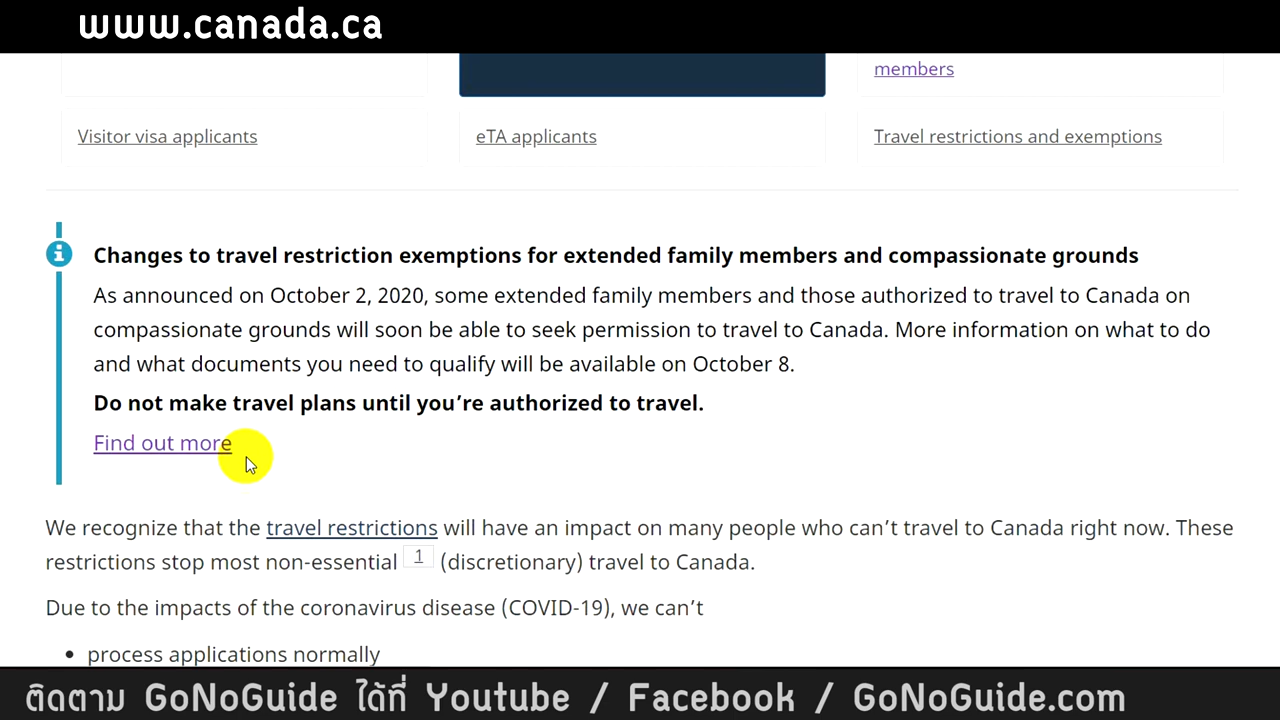 www.canada.ca
members
Visitor visa applicants
eTA applicants
Travel restrictions and exemptions
Changes to travel restriction exemptions for extended family members and compassionate grounds
As announced on October 2, 2020, some extended family members and those authorized to travel to Canada on
compassionate grounds will soon be able to seek permission to travel to Canada. More information on what to do
and what documents you need to qualify will be available on October 8.
Do not make travel plans until you’re authorized to travel.
Find out more
We recognize that the travel restrictions will have an impact on many people who can’t travel to Canada right now. These
restrictions stop most non-essential 1 (discretionary) travel to Canada.
Due to the impacts of the coronavirus disease (COVID-19), we can’t
• process applications normally
ติดตาม GoNoGuide ได้ที่ Youtube / Facebook / GoNoGuide.com